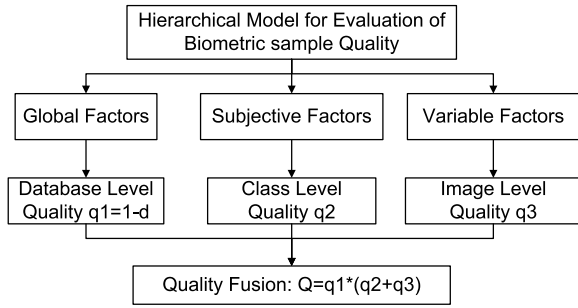 Hierarchical Model for Evaluation of
Biometric sample Quality
Global Factors
Subjective Factors
Variable Factors
Database Level
Quality q1=1-d
Class Level
Quality q2
Image Level
Quality q3
Quality Fusion: Q=q1*(q2+q3)